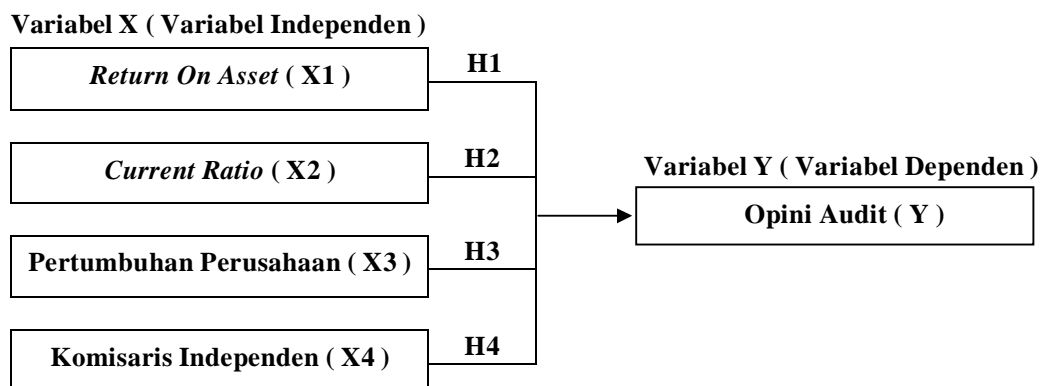 Variabel X ( Variabel Independen )
Return On Asset ( X1 )
H1
Current Ratio ( X2 )
H2
Variabel Y ( Variabel Dependen )
Opini Audit ( Y )
Pertumbuhan Perusahaan ( X3 )
H3
Komisaris Independen ( X4 )
H4